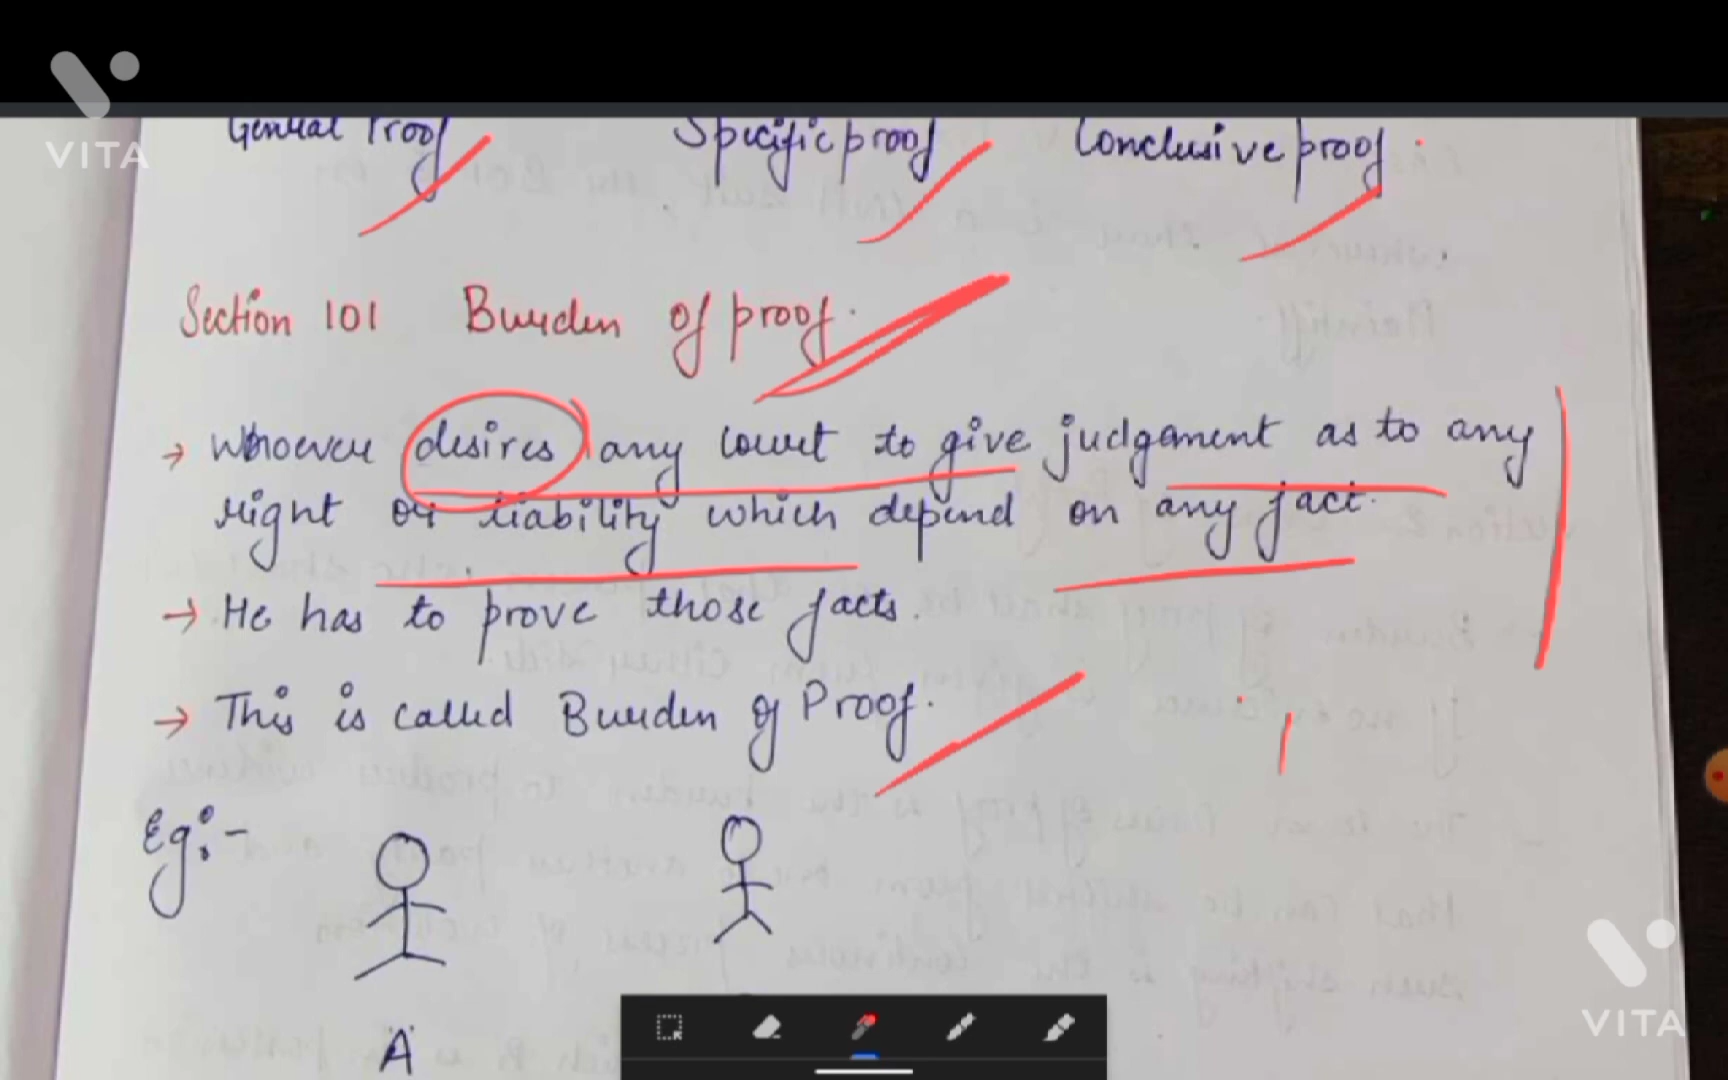 VITA
General Proof Specific proof Conclusive proof.
Section 101 Burden of proof.
→ Whoever desires any court to give judgement as to any
right or liability which depend on any fact.
→ He has to prove those facts.
→ This is called Burden of Proof.
Eg:-
A
VITA